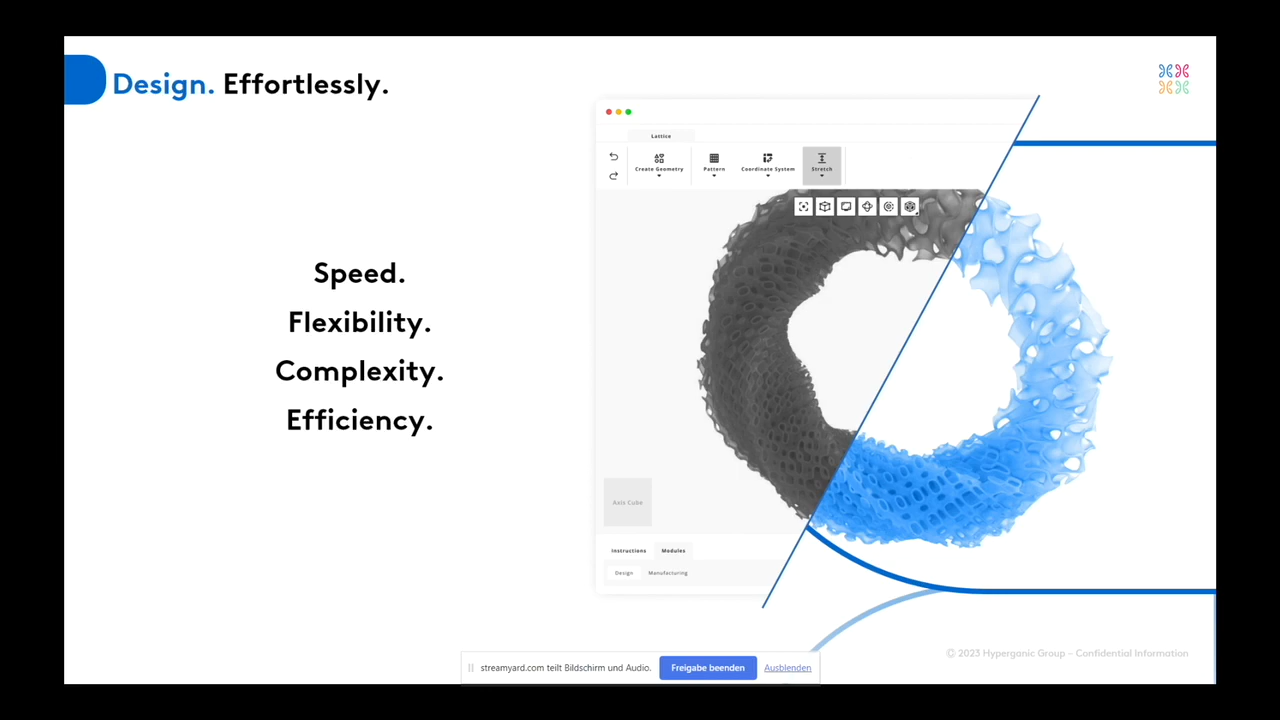 Design. Effortlessly.
Lattice
Create Geometry
Pattern
Coordinate System
Stretch
Speed.
Flexibility.
Complexity.
Efficiency.
Axis Cube
Instructions Modules
Design Manufacturing
© 2023 Hyperganic Group – Confidential Information
streamyard.com teilt Bildschirm und Audio. Freigabe beenden Ausblenden